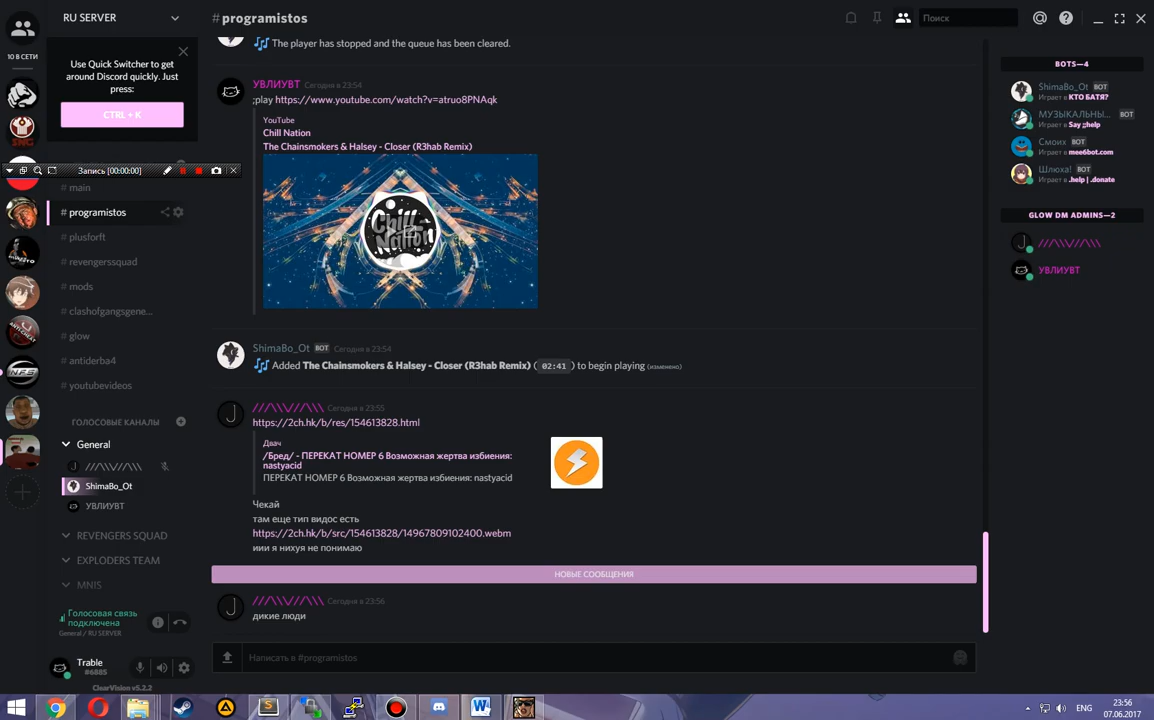 RU SERVER
#programistos
Поиск
10 В СЕТИ
Use Quick Switcher to get
around Discord quickly. Just
press:
CTRL + K
Запись [00:00:00]
# main
# programistos
# plusforft
# revengerssquad
# mods
# clashofgangsgene...
# glow
# antiderba4
# youtubevideos
ГОЛОСОВЫЕ КАНАЛЫ
General
///\\\//////\\\
ShimaBo_Ot
УВЛИУВТ
REVENGERS SQUAD
EXPLODERS TEAM
MNIS
Голосовая связь
подключена
General / RU SERVER
Trable
#6885
ClearVision v5.2.2
The player has stopped and the queue has been cleared.
УВЛИУВТ Сегодня в 23:54
;play https://www.youtube.com/watch?v=atruo8PNAqk
YouTube
Chill Nation
The Chainsmokers & Halsey - Closer (R3hab Remix)
Chill
Nation
ShimaBo_Ot BOT Сегодня в 23:54
Added The Chainsmokers & Halsey - Closer (R3hab Remix) (02:41) to begin playing (изменено)
Сегодня в 23:55
https://2ch.hk/b/res/154613828.html
Двач
/Бред/ - ПЕРЕКАТ НОМЕР 6 Возможная жертва избиения:
nastyacid
ПЕРЕКАТ НОМЕР 6 Возможная жертва избиения: nastyacid
Чекай
там еще тип видос есть
https://2ch.hk/b/src/154613828/14967809102400.webm
иии я нихуя не понимаю
НОВЫЕ СООБЩЕНИЯ
Сегодня в 23:56
дикие люди
Написать в #programistos
BOTS—4
ShimaBo_Ot BOT
Играет в КТО БАТЯ?
МУЗЫКАЛЬНЫ... BOT
Играет в Say ;help
Смоих BOT
Играет в mee6bot.com
Шлюха! BOT
Играет в .help | .donate
GLOW DM ADMINS—2
УВЛИУВТ
ENG
23:56
07.06.2017